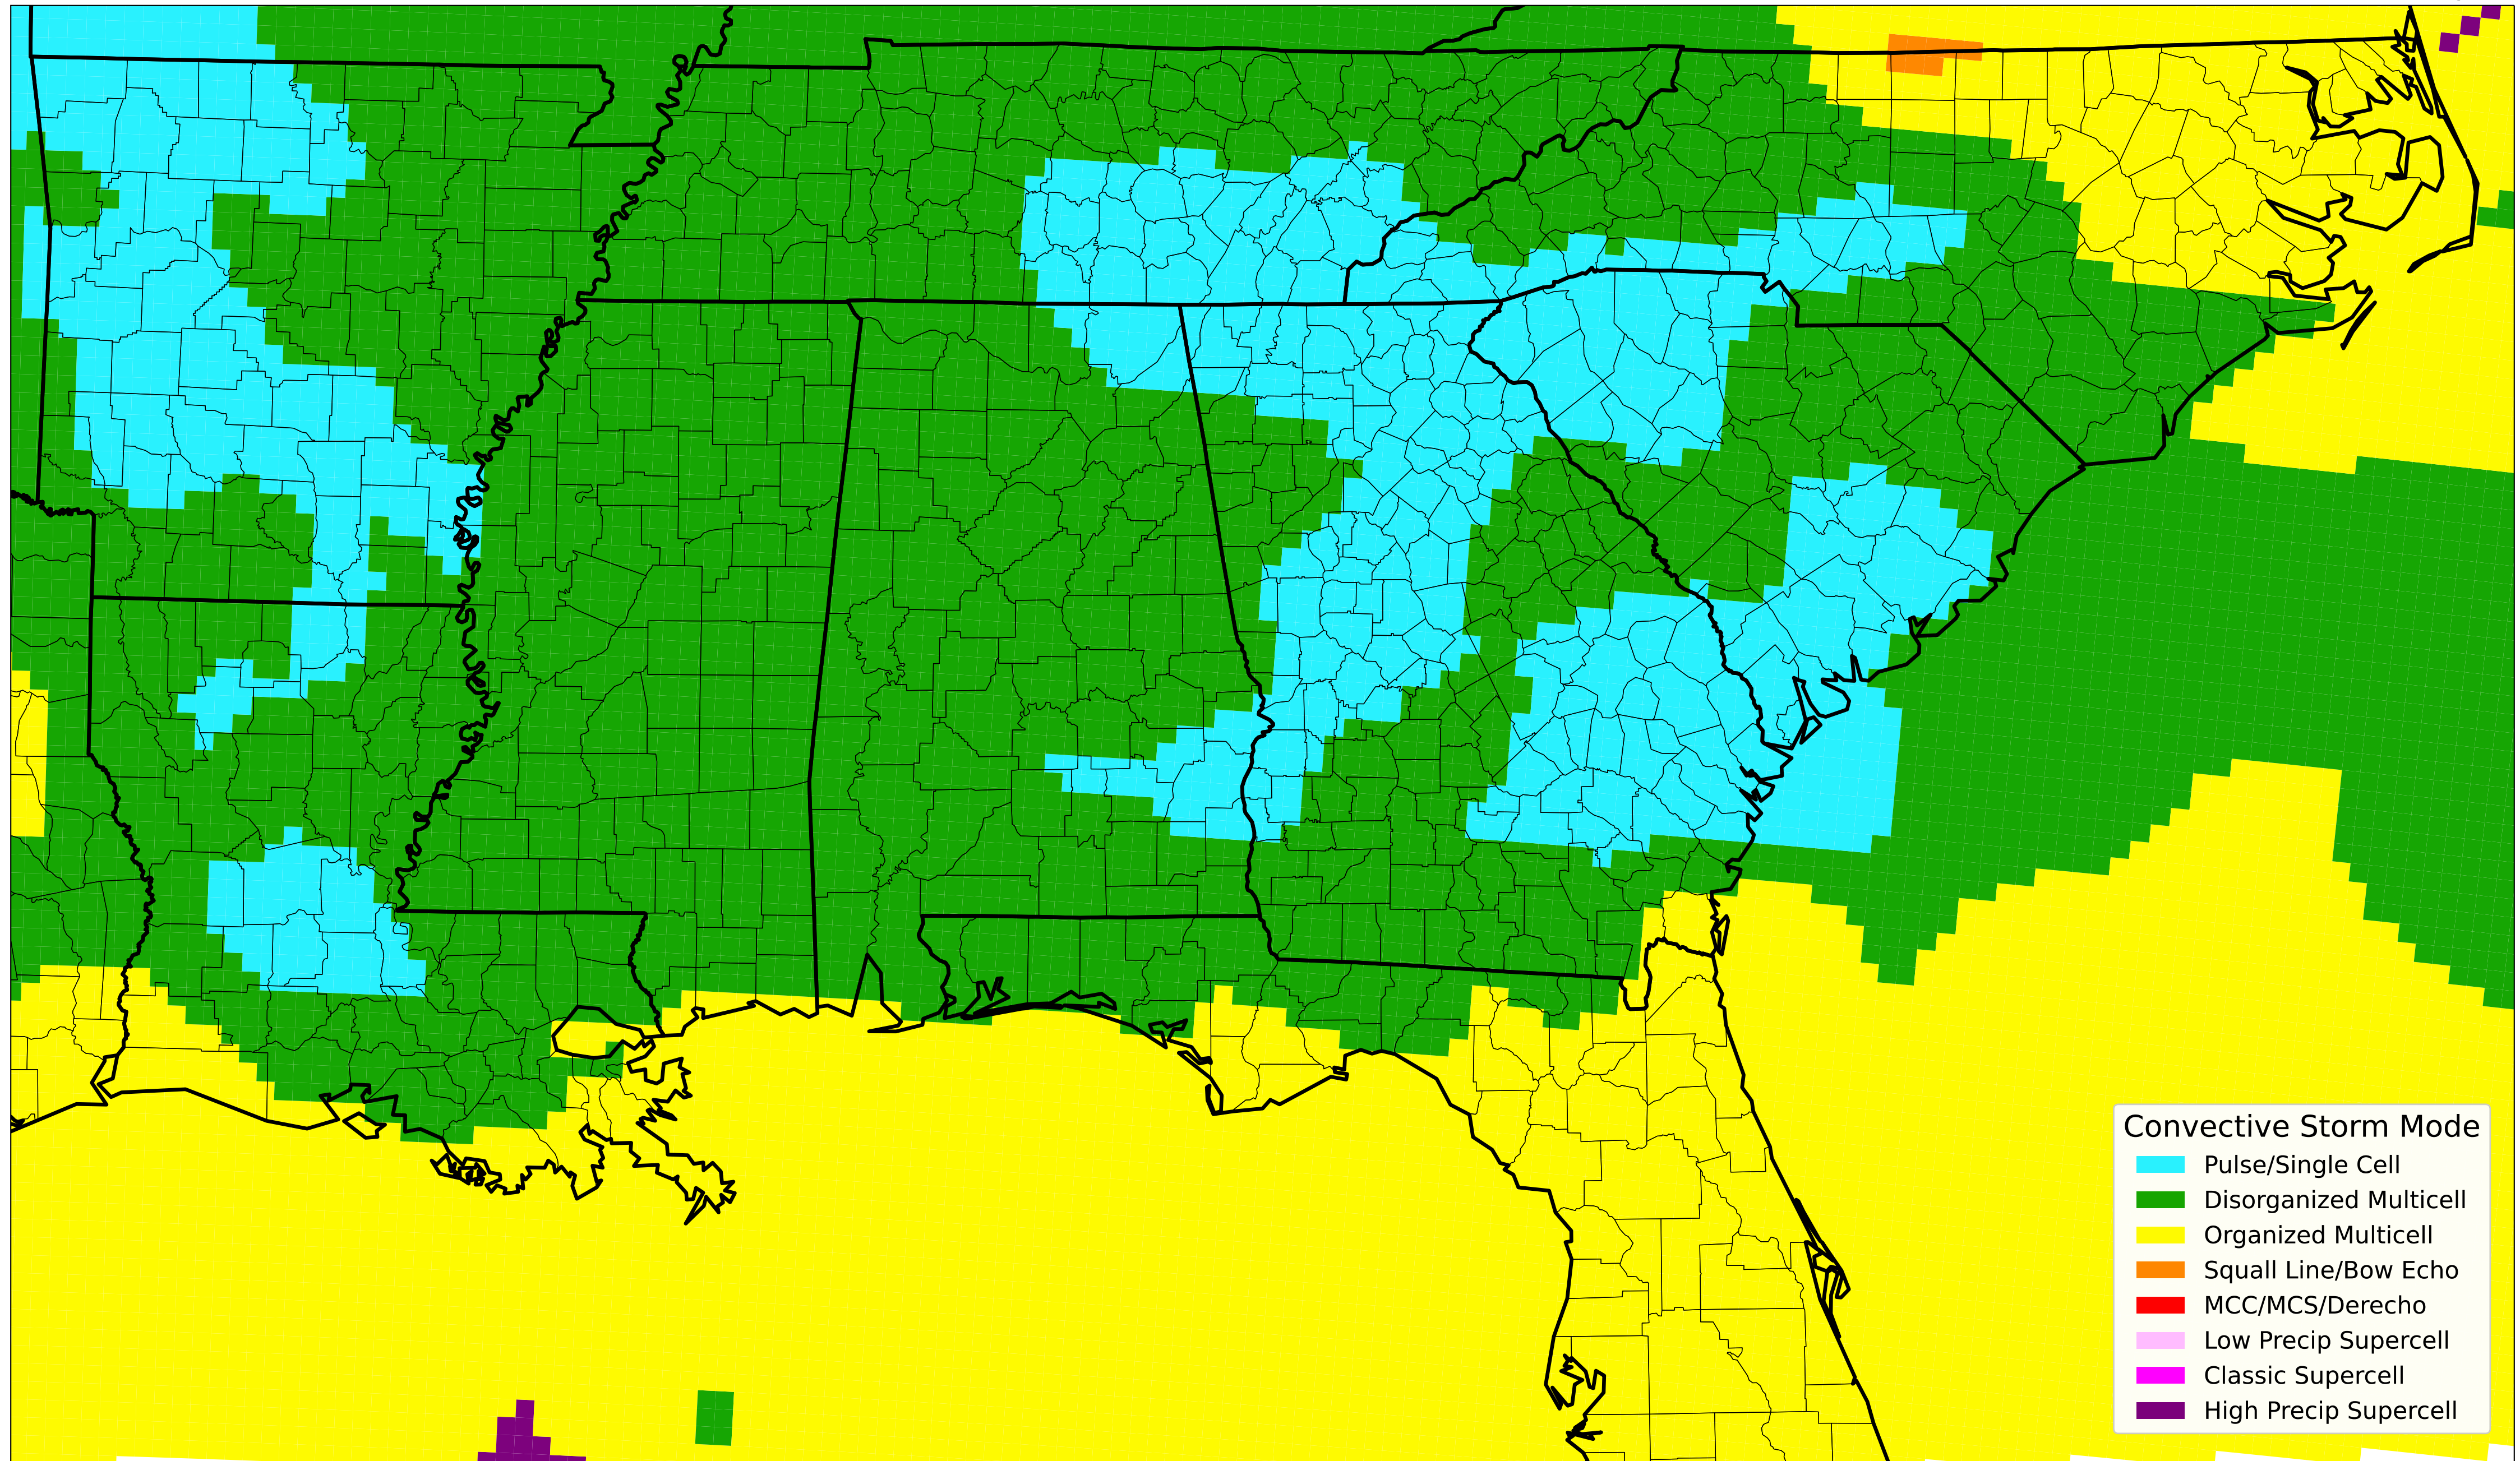 Convective Storm Mode
Pulse/Single Cell
Disorganized Multicell
Organized Multicell
Squall Line/Bow Echo
MCC/MCS/Derecho
Low Precip Supercell
Classic Supercell
High Precip Supercell